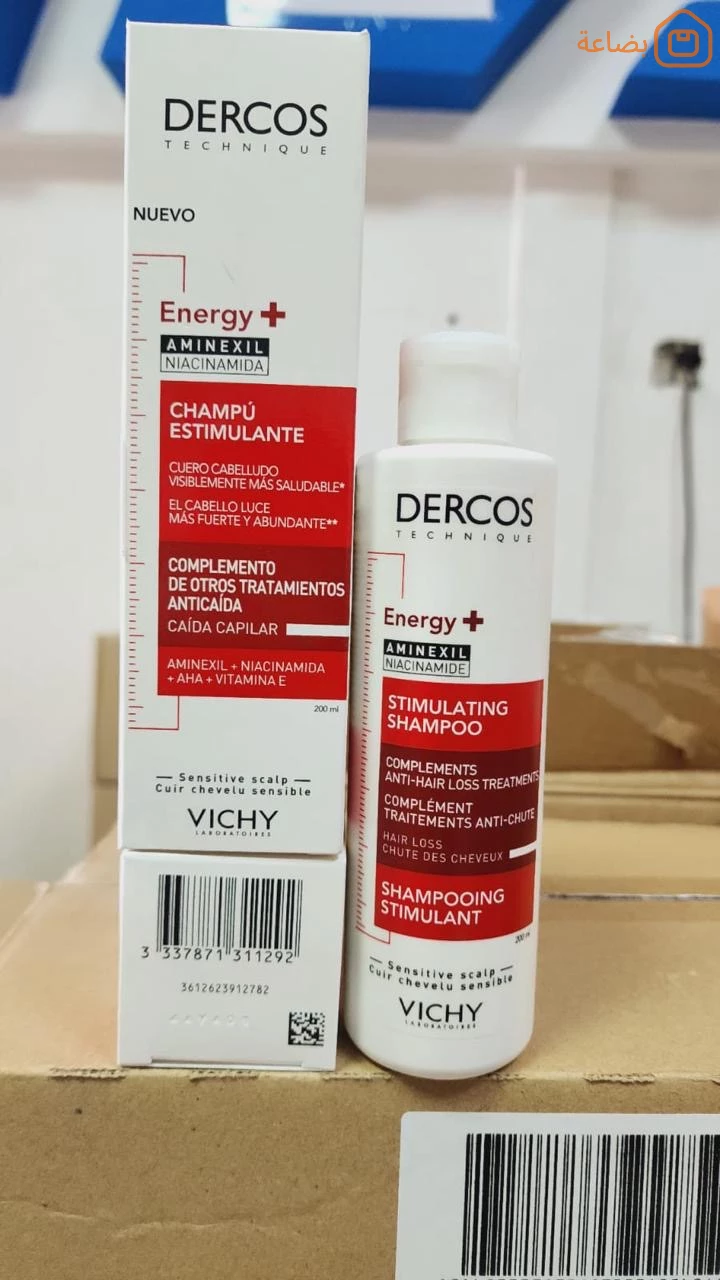 بضاعة
DERCOS
TECHNIQUE
NUEVO
Energy +
AMINEXIL
NIACINAMIDA
CHAMPÚ
ESTIMULANTE
CUERO CABELLUDO
VISIBLEMENTE MÁS SALUDABLE*
EL CABELLO LUCE
MÁS FUERTE Y ABUNDANTE**
COMPLEMENTO
DE OTROS TRATAMIENTOS
ANTICAÍDA
CAÍDA CAPILAR
AMINEXIL + NIACINAMIDA
+ AHA + VITAMINA E
200 ml
Sensitive scalp
Cuir chevelu sensible
VICHY
LABORATOIRES
3 337871 311292
3612623912782
DERCOS
TECHNIQUE
Energy +
AMINEXIL
NIACINAMIDE
STIMULATING
SHAMPOO
COMPLEMENTS
ANTI-HAIR LOSS TREATMENTS
COMPLÉMENT
TRAITEMENTS ANTI-CHUTE
HAIR LOSS
CHUTE DES CHEVEUX
SHAMPOOING
STIMULANT
200 ml
Sensitive scalp
Cuir chevelu sensible
VICHY
LABORATOIRES